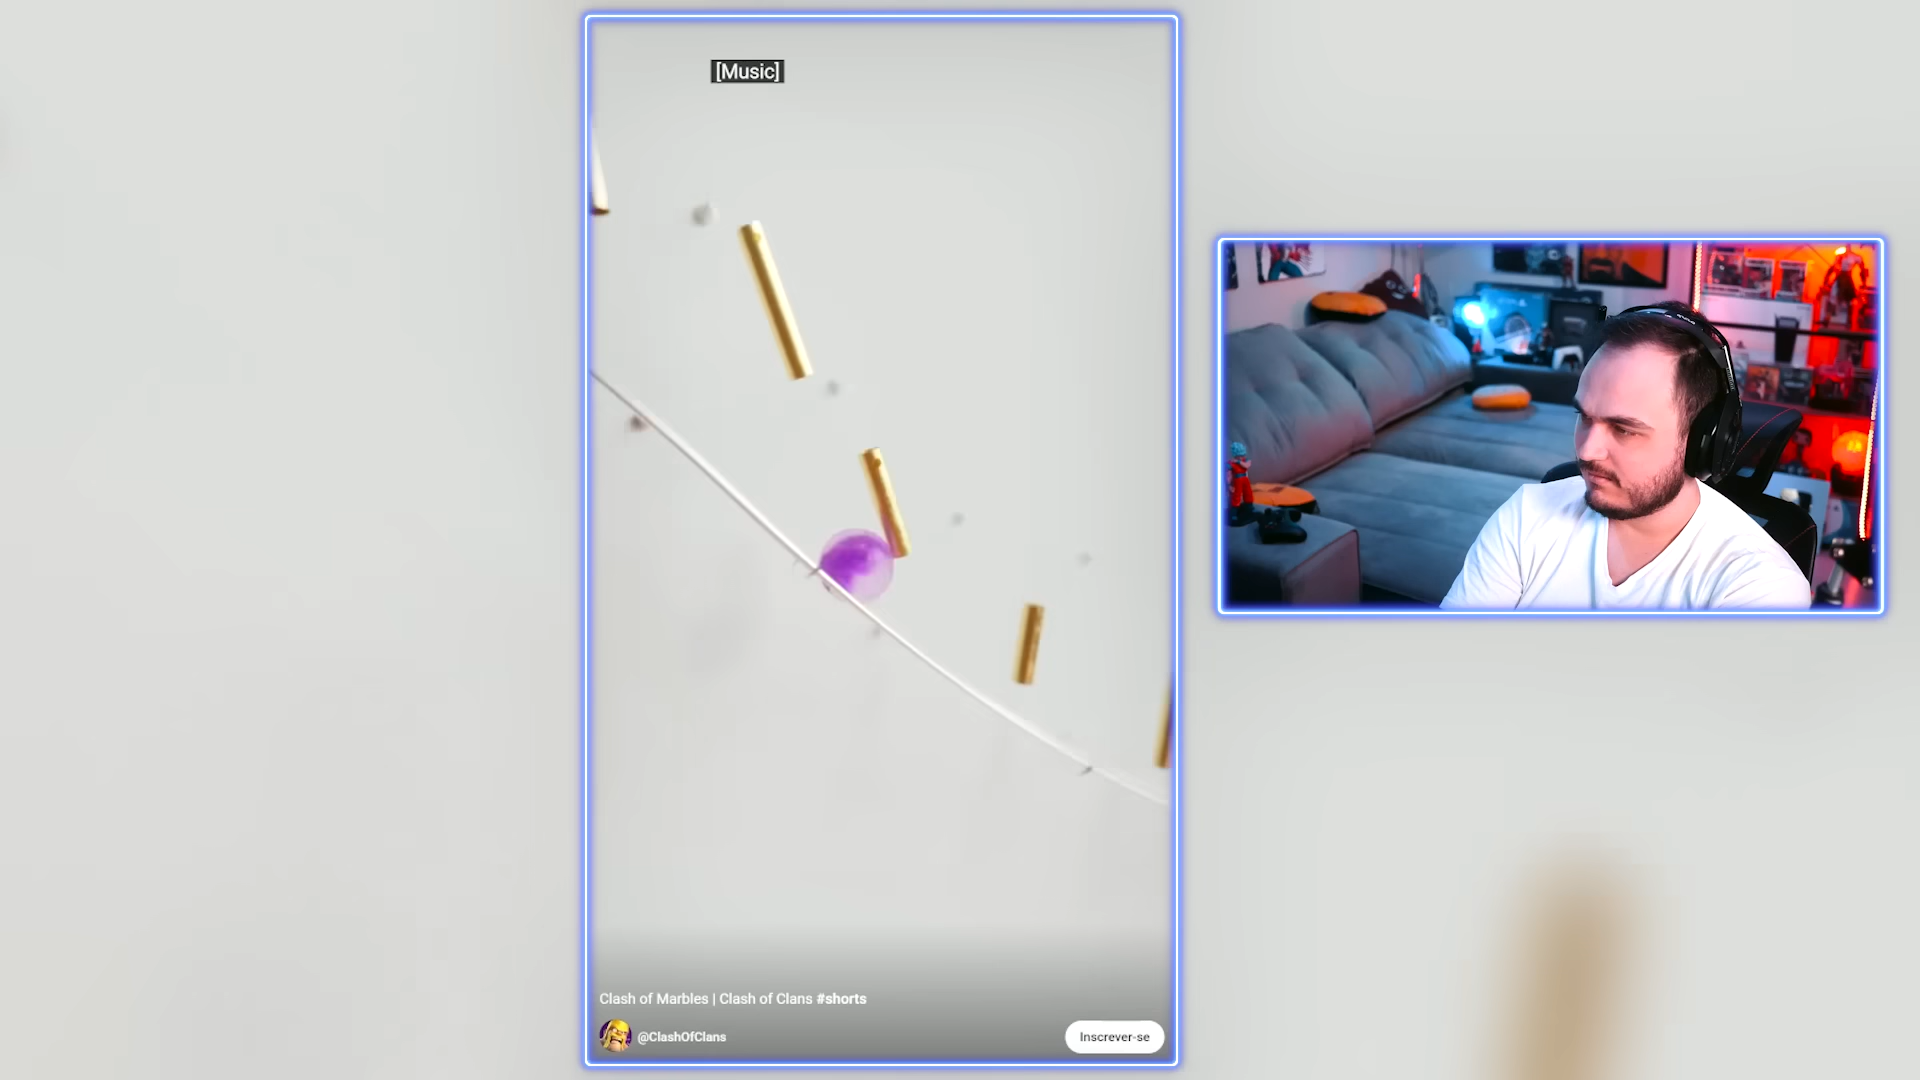 [Music]
Clash of Marbles | Clash of Clans #shorts
@ClashOfClans
Inscrever-se